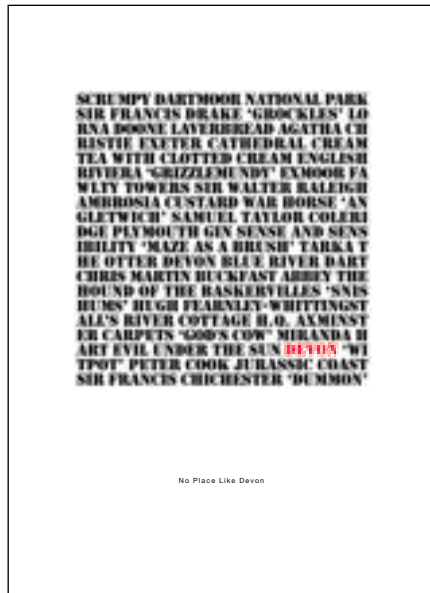 SCRUMPY DARTMOOR NATIONAL PARK
SIR FRANCIS DRAKE 'GROCKLES' LO
RNA DOONE LAVERBREAD AGATHA CH
RISTIE EXETER CATHEDRAL CREAM
TEA WITH CLOTTED CREAM ENGLISH
RIVIERA 'GRIZZLEMUNDY' EXMOOR FA
WLTY TOWERS SIR WALTER RALEIGH
AMBROSIA CUSTARD WAR HORSE 'AN
GLETWICH' SAMUEL TAYLOR COLERI
DGE PLYMOUTH GIN SENSE AND SENS
IBILITY 'MAZE AS A BRUSH' TARKA T
HE OTTER DEVON BLUE RIVER DART
CHRIS MARTIN BUCKFAST ABBEY THE
HOUND OF THE BASKERVILLES 'SNIS
HUMS' HUGH FEARNLEY-WHITTINGST
ALL'S RIVER COTTAGE H.Q. AXMINST
ER CARPETS 'GOD'S COW' MIRANDA H
ART EVIL UNDER THE SUN DEVON 'WI
TPOT' PETER COOK JURASSIC COAST
SIR FRANCIS CHICHESTER 'DUMMON'
No Place Like Devon